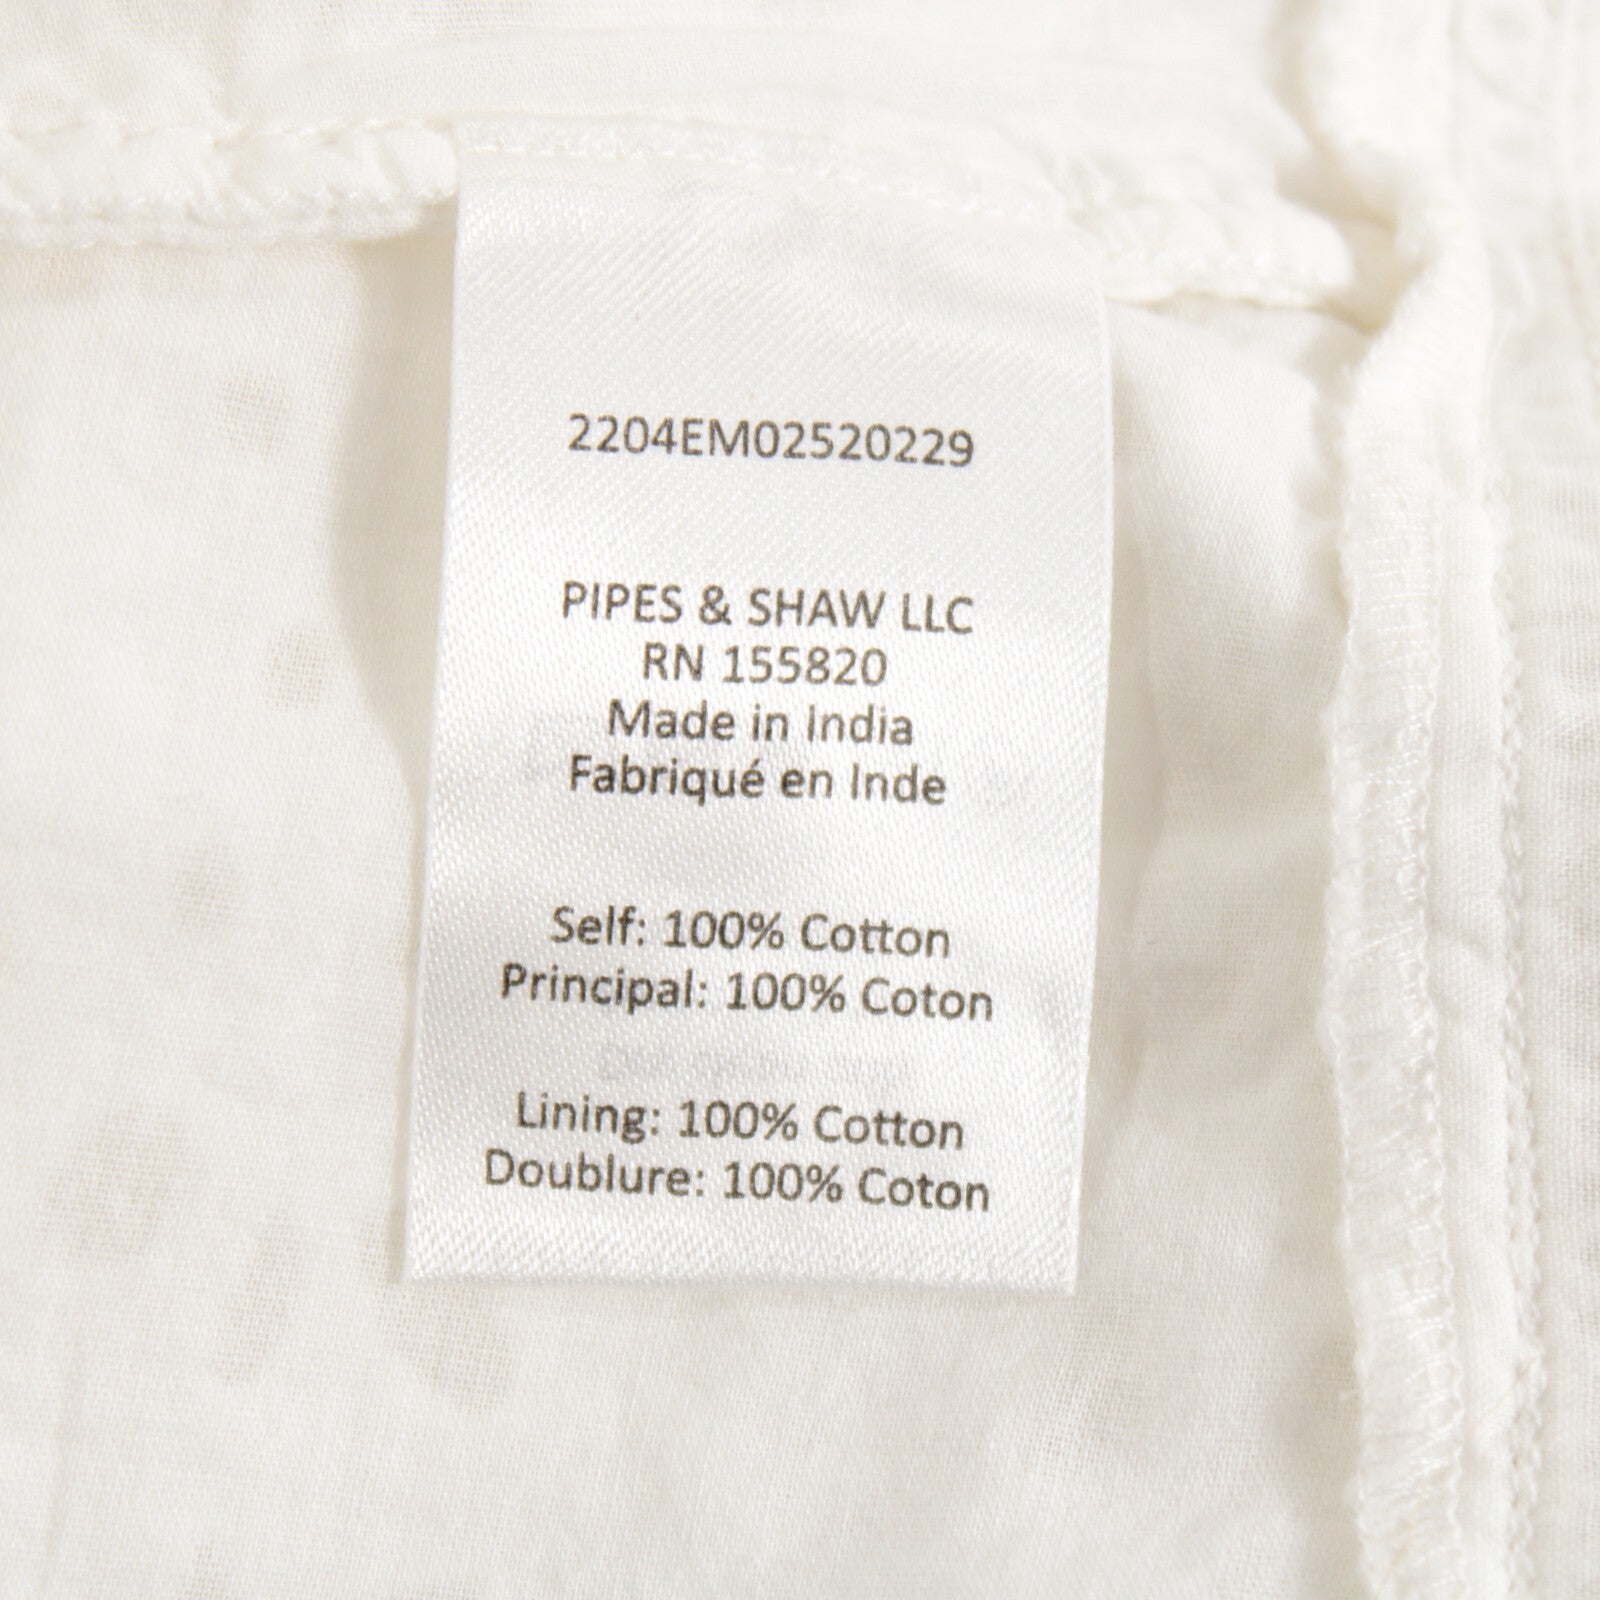 2204EM02520229
PIPES & SHAW LLC
RN 155820
Made in India
Fabriqué en Inde
Self: 100% Cotton
Principal: 100% Coton
Lining: 100% Cotton
Doublure: 100% Coton